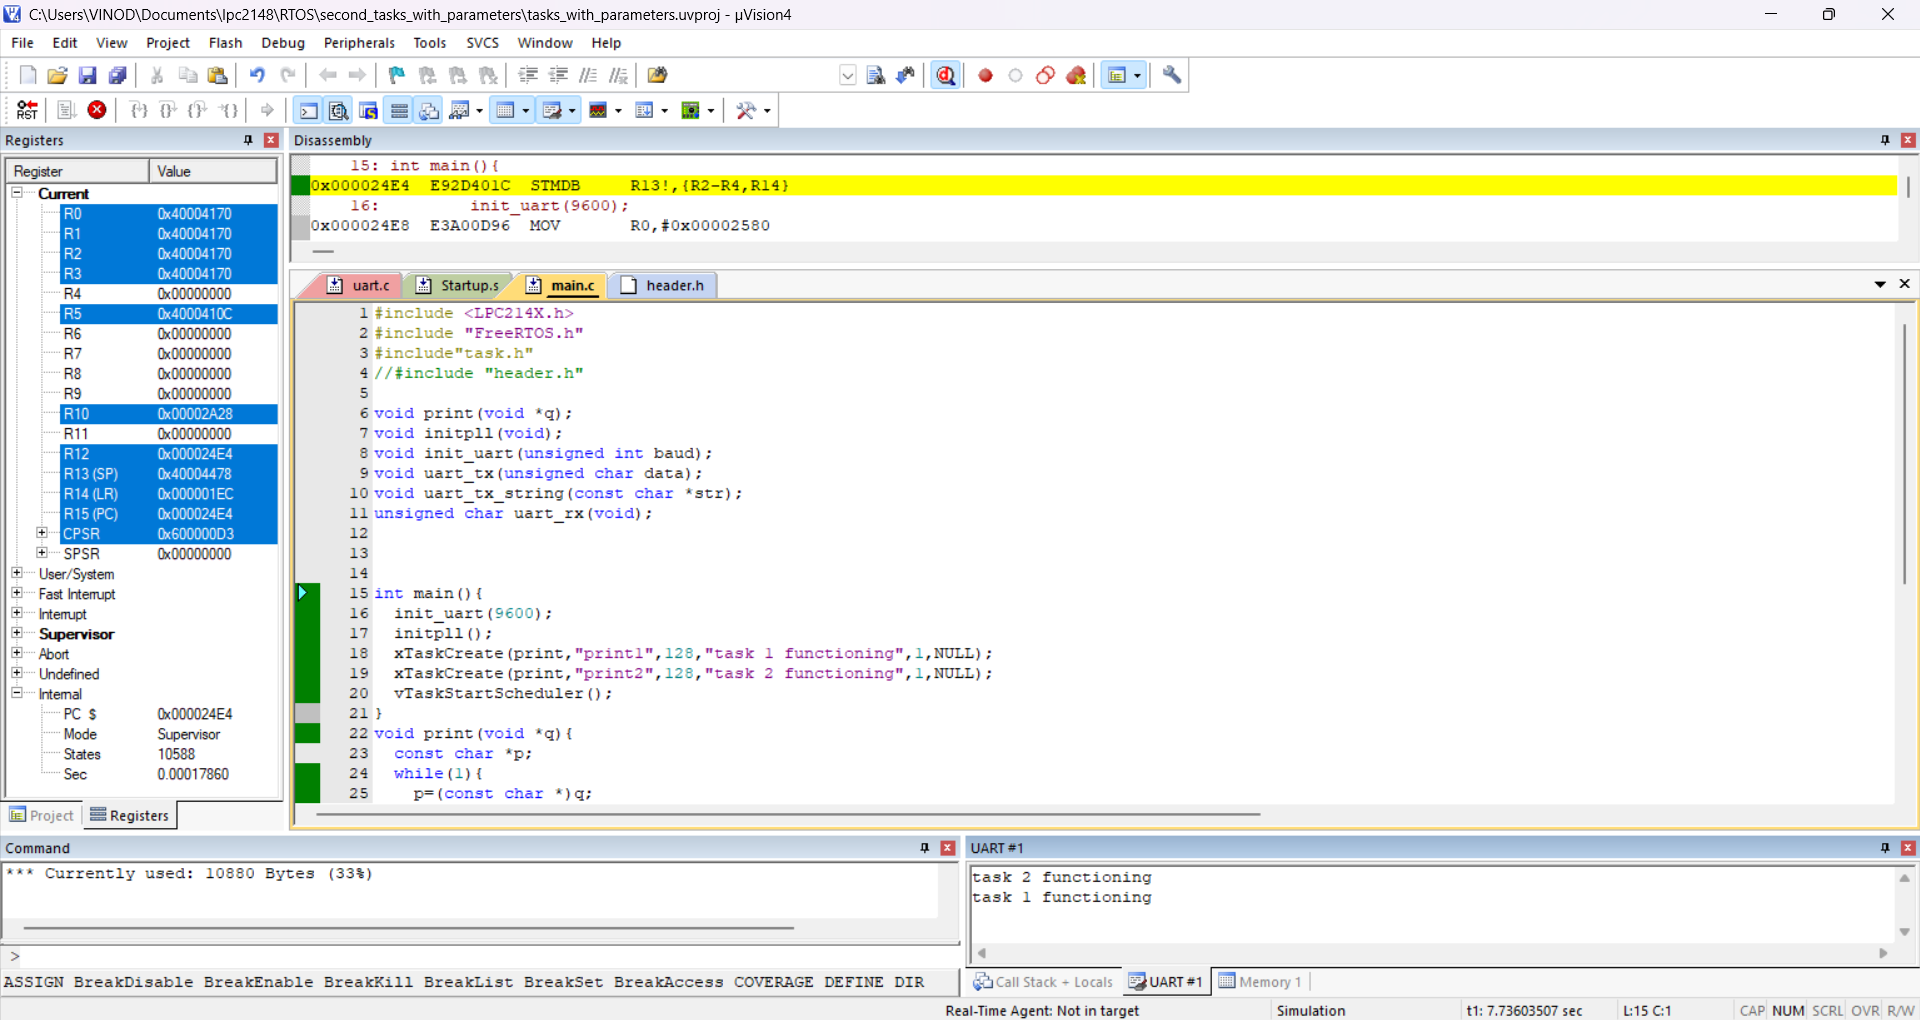 C:\Users\VINOD\Documents\lpc2148\RTOS\second_tasks_with_parameters\tasks_with_parameters.uvproj - µVision4
File Edit View Project Flash Debug Peripherals Tools SVCS Window Help
RST
Registers
Register Value
Current
R0 0x40004170
R1 0x40004170
R2 0x40004170
R3 0x40004170
R4 0x00000000
R5 0x4000410C
R6 0x00000000
R7 0x00000000
R8 0x00000000
R9 0x00000000
R10 0x00002A28
R11 0x00000000
R12 0x000024E4
R13 (SP) 0x40004478
R14 (LR) 0x000001EC
R15 (PC) 0x000024E4
CPSR 0x600000D3
SPSR 0x00000000
User/System
Fast Interrupt
Interrupt
Supervisor
Abort
Undefined
Internal
PC $ 0x000024E4
Mode Supervisor
States 10588
Sec 0.00017860
Project Registers
Disassembly
15: int main(){
0x000024E4 E92D401C STMDB R13!,{R2-R4,R14}
16: init_uart(9600);
0x000024E8 E3A00D96 MOV R0,#0x00002580
uart.c Startup.s main.c header.h
1 #include <LPC214X.h>
2 #include "FreeRTOS.h"
3 #include"task.h"
4 //#include "header.h"
5
6 void print(void *q);
7 void initpll(void);
8 void init_uart(unsigned int baud);
9 void uart_tx(unsigned char data);
10 void uart_tx_string(const char *str);
11 unsigned char uart_rx(void);
12
13
14
15 int main(){
16 init_uart(9600);
17 initpll();
18 xTaskCreate(print,"print1",128,"task 1 functioning",1,NULL);
19 xTaskCreate(print,"print2",128,"task 2 functioning",1,NULL);
20 vTaskStartScheduler();
21 }
22 void print(void *q){
23 const char *p;
24 while(1){
25 p=(const char *)q;
Command
*** Currently used: 10880 Bytes (33%)
>
ASSIGN BreakDisable BreakEnable BreakKill BreakList BreakSet BreakAccess COVERAGE DEFINE DIR
UART #1
task 2 functioning
task 1 functioning
Call Stack + Locals UART #1 Memory 1
Real-Time Agent: Not in target Simulation t1: 7.73603507 sec L:15 C:1 CAP NUM SCRL OVR R/W